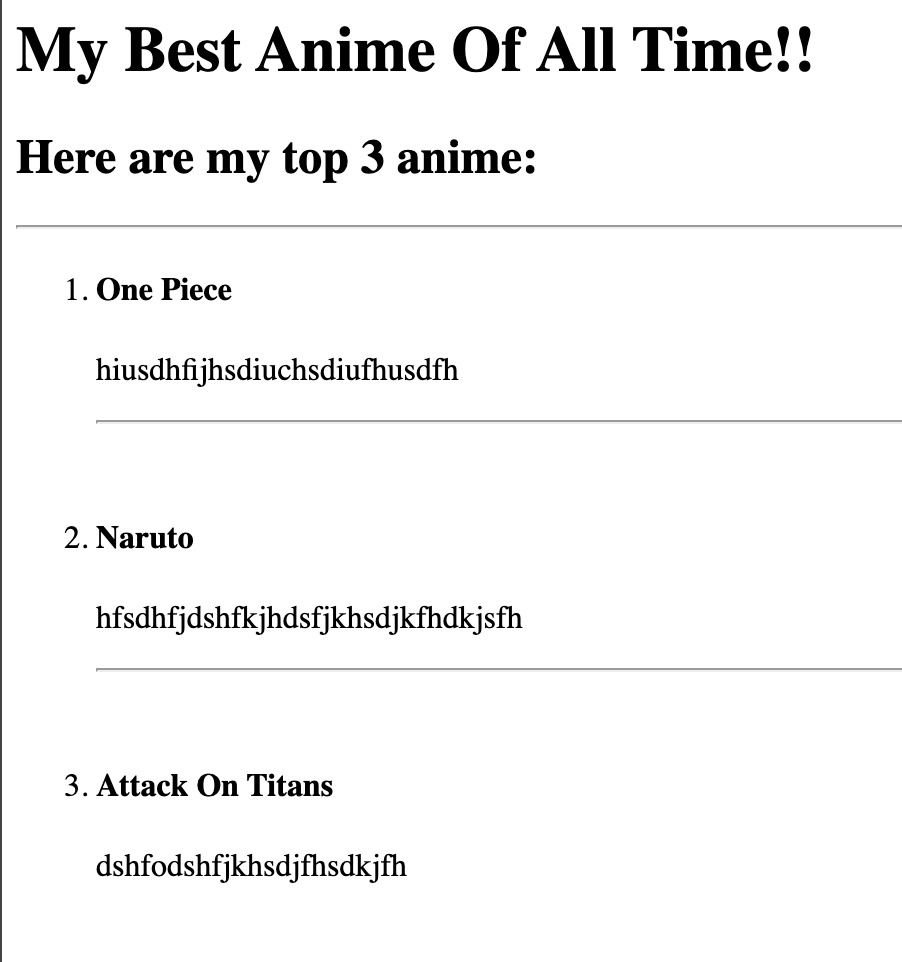 My Best Anime Of All Time!!
Here are my top 3 anime:
1. One Piece
hiusdhfijhsdiuchsdiufhusdfh
2. Naruto
hfsdhfjdshfkjhdsfjkhsdjkfhdkjsfh
3. Attack On Titans
dshfodshfjkhsdjfhsdkjfh